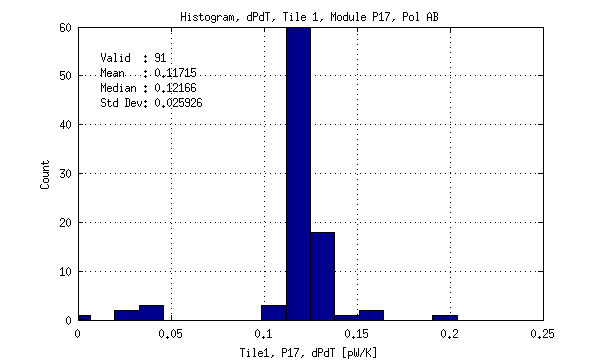 Histogram, dPdT, Tile 1, Module P17, Pol AB
60
50
40
30
20
10
0
Valid : 91
Mean : 0.11715
Median : 0.12166
Std Dev: 0.025926
Count
0 0.05 0.1 0.15 0.2 0.25
Tile1, P17, dPdT [pW/K]